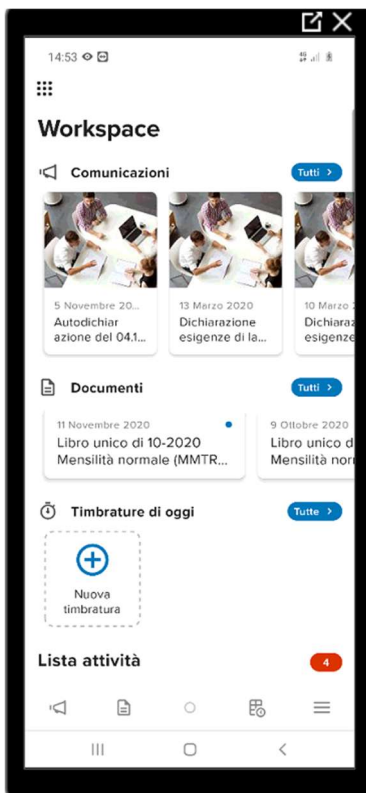 14:53
Workspace
Comunicazioni
Tutti >
5 Novembre 20...
Autodichiar
azione del 04.1...
13 Marzo 2020
Dichiarazione
esigenze di la...
10 Marzo
Dichiaraz
esigenze
Documenti
Tutti >
11 Novembre 2020
Libro unico di 10-2020
Mensilità normale (MMTR...
9 Ottobre 2020
Libro unico d
Mensilità nor
Timbrature di oggi
Tutte >
Nuova
timbratura
Lista attività
4